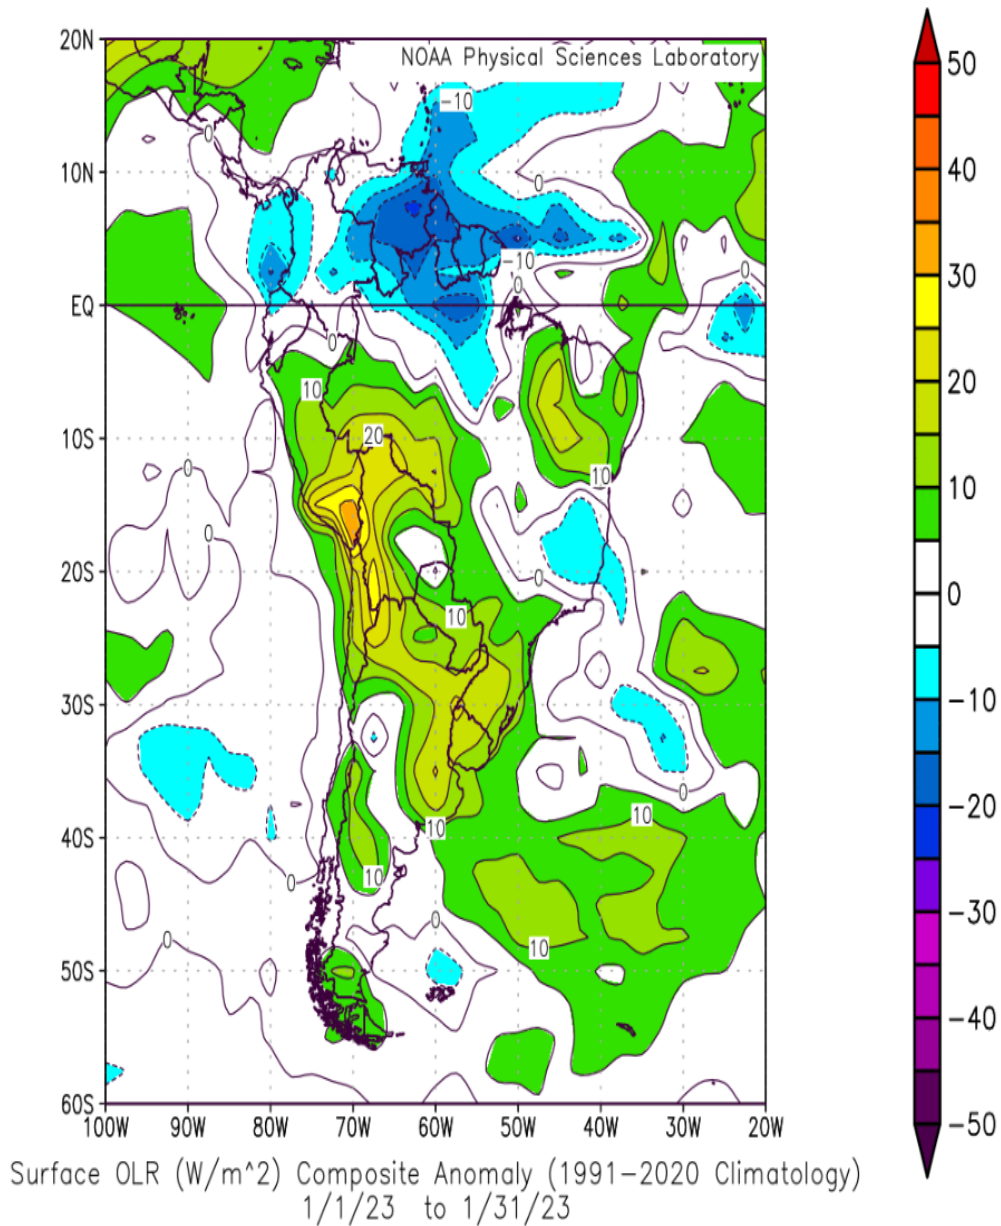 NOAA Physical Sciences Laboratory
20N
10N
EQ
10S
20S
30S
40S
50S
60S
100W 90W 80W 70W 60W 50W 40W 30W 20W
-10
0
0
-10
0
0
0
10
20
10
0
0
0
10
0
10
10
10
0
0
0
10
50
40
30
20
10
0
-10
-20
-30
-40
-50
Surface OLR (W/m^2) Composite Anomaly (1991-2020 Climatology)
1/1/23 to 1/31/23